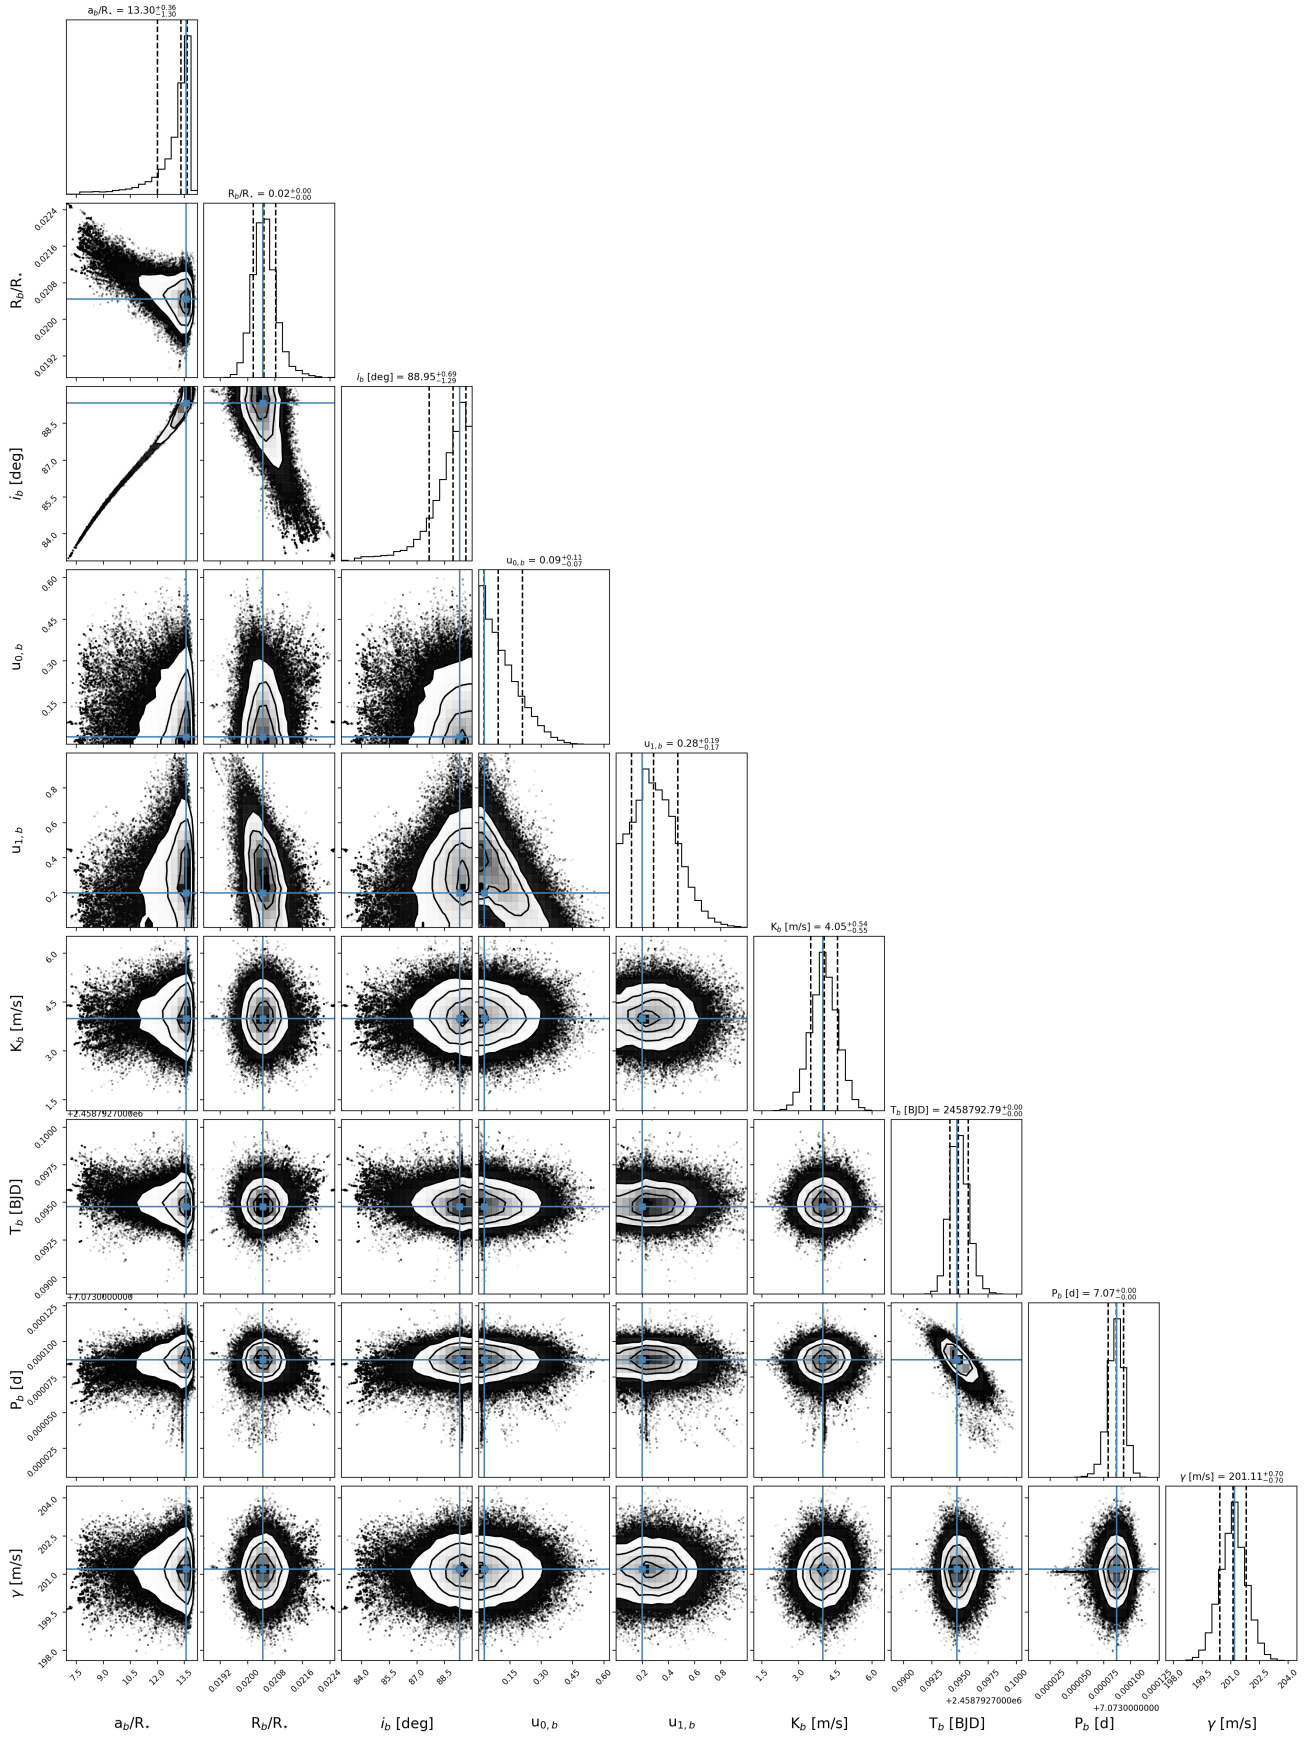 a_b/R⋆ = 13.30 +0.36 −1.30
R_b/R⋆ = 0.02 +0.00 −0.00
0.0224
0.0216
0.0208
0.0200
0.0192
R_b/R⋆
i_b [deg] = 88.95 +0.69 −1.29
88.5
87.0
85.5
84.0
i_b [deg]
u_0,b = 0.09 +0.11 −0.07
0.60
0.45
0.30
0.15
u_0,b
u_1,b = 0.28 +0.19 −0.17
0.8
0.6
0.4
0.2
u_1,b
K_b [m/s] = 4.05 +0.54 −0.55
6.0
4.5
3.0
1.5
K_b [m/s]
+2.4587927000e6
T_b [BJD] = 2458792.79 +0.00 −0.00
0.1000
0.0975
0.0950
0.0925
0.0900
T_b [BJD]
+7.0730000000
P_b [d] = 7.07 +0.00 −0.00
0.000125
0.000100
0.000075
0.000050
0.000025
P_b [d]
γ [m/s] = 201.11 +0.70 −0.70
204.0
202.5
201.0
199.5
198.0
γ [m/s]
7.5 9.0 10.5 12.0 13.5 0.0192 0.0200 0.0208 0.0216 0.0224 84.0 85.5 87.0 88.5 0.15 0.30 0.45 0.60 0.2 0.4 0.6 0.8 1.5 3.0 4.5 6.0 0.0900 0.0925 0.0950 0.0975 0.1000 0.000025 0.000050 0.000075 0.000100 0.000125 198.0 199.5 201.0 202.5 204.0
+2.4587927000e6
+7.0730000000
a_b/R⋆ R_b/R⋆ i_b [deg] u_0,b u_1,b K_b [m/s] T_b [BJD] P_b [d] γ [m/s]